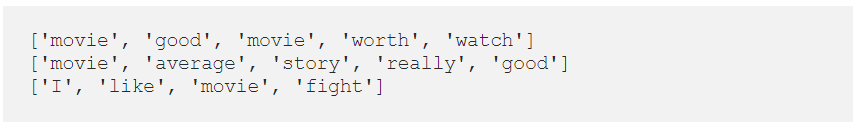 ['movie', 'good', 'movie', 'worth', 'watch']
['movie', 'average', 'story', 'really', 'good']
['I', 'like', 'movie', 'fight']